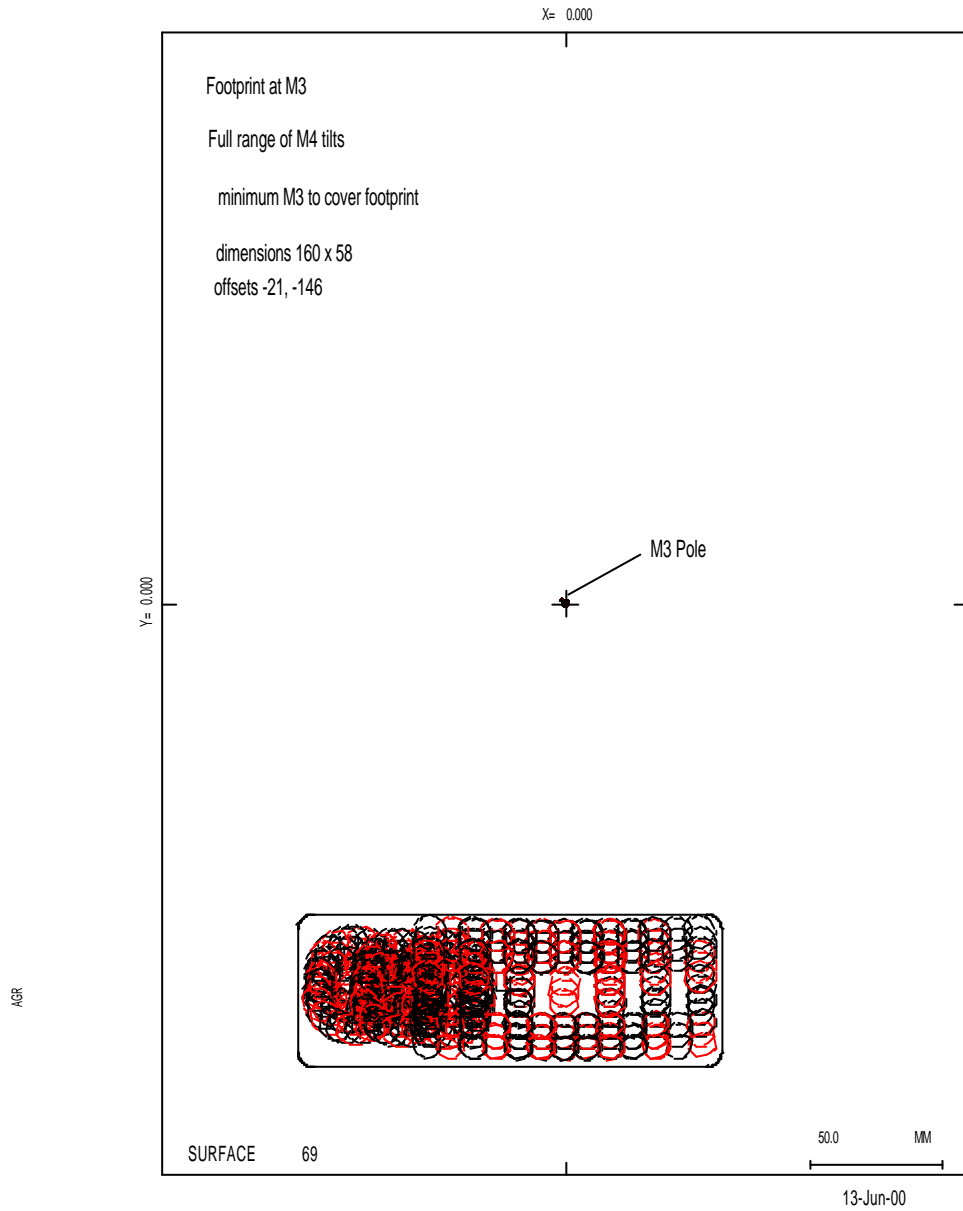 X= 0.000
Footprint at M3
Full range of M4 tilts
minimum M3 to cover footprint
dimensions 160 x 58
offsets -21, -146
M3 Pole
Y= 0.000
AGR
SURFACE 69
50.0 MM
13-Jun-00